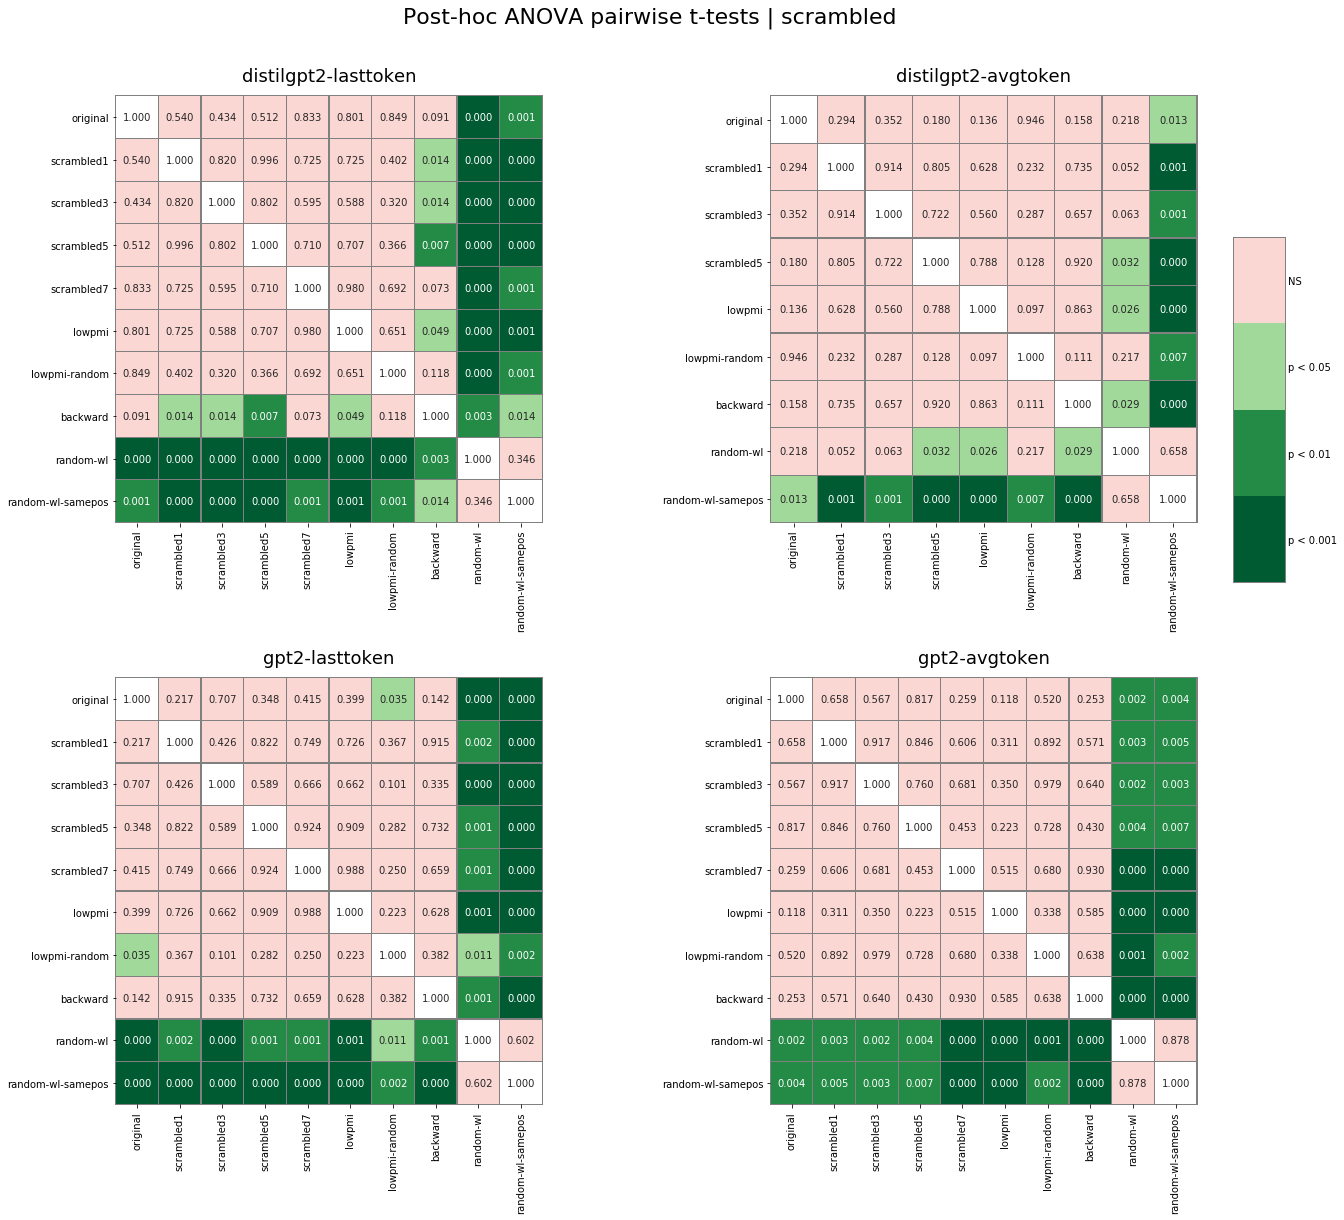 Post-hoc ANOVA pairwise t-tests | scrambled
distilgpt2-lasttoken
original 1.000 0.540 0.434 0.512 0.833 0.801 0.849 0.091 0.000 0.001
scrambled1 0.540 1.000 0.820 0.996 0.725 0.725 0.402 0.014 0.000 0.000
scrambled3 0.434 0.820 1.000 0.802 0.595 0.588 0.320 0.014 0.000 0.000
scrambled5 0.512 0.996 0.802 1.000 0.710 0.707 0.366 0.007 0.000 0.000
scrambled7 0.833 0.725 0.595 0.710 1.000 0.980 0.692 0.073 0.000 0.001
lowpmi 0.801 0.725 0.588 0.707 0.980 1.000 0.651 0.049 0.000 0.001
lowpmi-random 0.849 0.402 0.320 0.366 0.692 0.651 1.000 0.118 0.000 0.001
backward 0.091 0.014 0.014 0.007 0.073 0.049 0.118 1.000 0.003 0.014
random-wl 0.000 0.000 0.000 0.000 0.000 0.000 0.000 0.003 1.000 0.346
random-wl-samepos 0.001 0.000 0.000 0.000 0.001 0.001 0.001 0.014 0.346 1.000
original scrambled1 scrambled3 scrambled5 scrambled7 lowpmi lowpmi-random backward random-wl random-wl-samepos
distilgpt2-avgtoken
original 1.000 0.294 0.352 0.180 0.136 0.946 0.158 0.218 0.013
scrambled1 0.294 1.000 0.914 0.805 0.628 0.232 0.735 0.052 0.001
scrambled3 0.352 0.914 1.000 0.722 0.560 0.287 0.657 0.063 0.001
scrambled5 0.180 0.805 0.722 1.000 0.788 0.128 0.920 0.032 0.000
lowpmi 0.136 0.628 0.560 0.788 1.000 0.097 0.863 0.026 0.000
lowpmi-random 0.946 0.232 0.287 0.128 0.097 1.000 0.111 0.217 0.007
backward 0.158 0.735 0.657 0.920 0.863 0.111 1.000 0.029 0.000
random-wl 0.218 0.052 0.063 0.032 0.026 0.217 0.029 1.000 0.658
random-wl-samepos 0.013 0.001 0.001 0.000 0.000 0.007 0.000 0.658 1.000
original scrambled1 scrambled3 scrambled5 lowpmi lowpmi-random backward random-wl random-wl-samepos
NS
p < 0.05
p < 0.01
p < 0.001
gpt2-lasttoken
original 1.000 0.217 0.707 0.348 0.415 0.399 0.035 0.142 0.000 0.000
scrambled1 0.217 1.000 0.426 0.822 0.749 0.726 0.367 0.915 0.002 0.000
scrambled3 0.707 0.426 1.000 0.589 0.666 0.662 0.101 0.335 0.000 0.000
scrambled5 0.348 0.822 0.589 1.000 0.924 0.909 0.282 0.732 0.001 0.000
scrambled7 0.415 0.749 0.666 0.924 1.000 0.988 0.250 0.659 0.001 0.000
lowpmi 0.399 0.726 0.662 0.909 0.988 1.000 0.223 0.628 0.001 0.000
lowpmi-random 0.035 0.367 0.101 0.282 0.250 0.223 1.000 0.382 0.011 0.002
backward 0.142 0.915 0.335 0.732 0.659 0.628 0.382 1.000 0.001 0.000
random-wl 0.000 0.002 0.000 0.001 0.001 0.001 0.011 0.001 1.000 0.602
random-wl-samepos 0.000 0.000 0.000 0.000 0.000 0.000 0.002 0.000 0.602 1.000
original scrambled1 scrambled3 scrambled5 scrambled7 lowpmi lowpmi-random backward random-wl random-wl-samepos
gpt2-avgtoken
original 1.000 0.658 0.567 0.817 0.259 0.118 0.520 0.253 0.002 0.004
scrambled1 0.658 1.000 0.917 0.846 0.606 0.311 0.892 0.571 0.003 0.005
scrambled3 0.567 0.917 1.000 0.760 0.681 0.350 0.979 0.640 0.002 0.003
scrambled5 0.817 0.846 0.760 1.000 0.453 0.223 0.728 0.430 0.004 0.007
scrambled7 0.259 0.606 0.681 0.453 1.000 0.515 0.680 0.930 0.000 0.000
lowpmi 0.118 0.311 0.350 0.223 0.515 1.000 0.338 0.585 0.000 0.000
lowpmi-random 0.520 0.892 0.979 0.728 0.680 0.338 1.000 0.638 0.001 0.002
backward 0.253 0.571 0.640 0.430 0.930 0.585 0.638 1.000 0.000 0.000
random-wl 0.002 0.003 0.002 0.004 0.000 0.000 0.001 0.000 1.000 0.878
random-wl-samepos 0.004 0.005 0.003 0.007 0.000 0.000 0.002 0.000 0.878 1.000
original scrambled1 scrambled3 scrambled5 scrambled7 lowpmi lowpmi-random backward random-wl random-wl-samepos